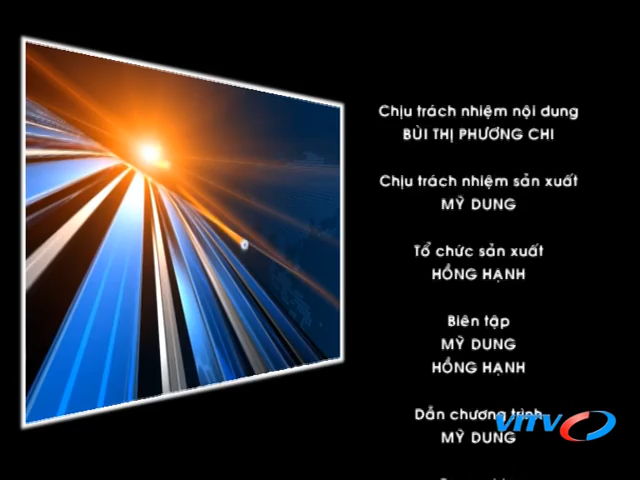 Chịu trách nhiệm nội dung
BÙI THỊ PHƯƠNG CHI
Chịu trách nhiệm sản xuất
MỸ DUNG
Tổ chức sản xuất
HỒNG HẠNH
Biên tập
MỸ DUNG
HỒNG HẠNH
Dẫn chương trình
MỸ DUNG
VITV